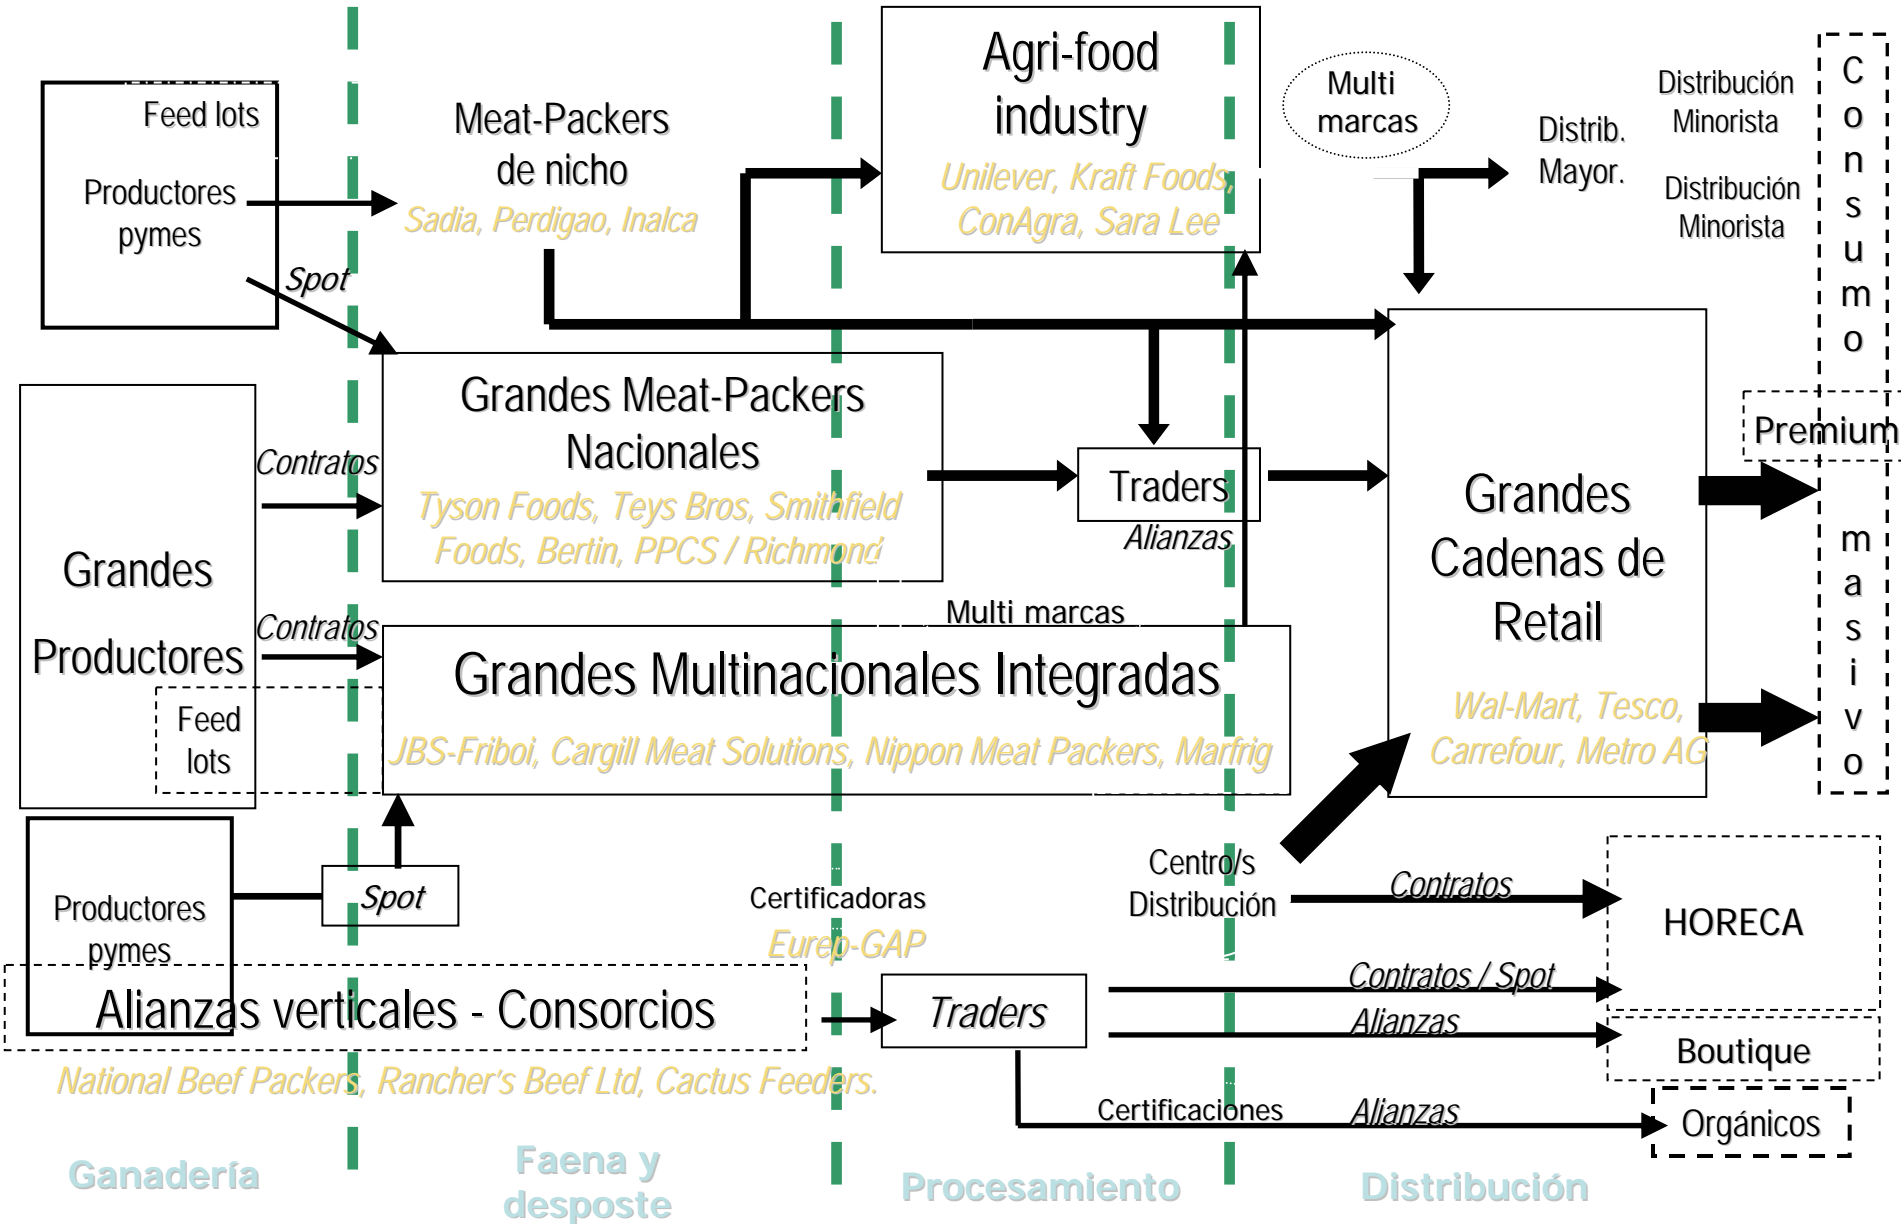 Feed lots
Productores
pymes
Spot
Meat-Packers
de nicho
Sadia, Perdigao, Inalca
Agri-food
industry
Unilever, Kraft Foods,
ConAgra, Sara Lee
Multi
marcas
Distrib.
Mayor.
Distribución
Minorista
Distribución
Minorista
Consumo
masivo
Premium
Grandes
Productores
Feed
lots
Contratos
Contratos
Grandes Meat-Packers
Nacionales
Tyson Foods, Teys Bros, Smithfield
Foods, Bertin, PPCS / Richmond
Traders
Alianzas
Multi marcas
Grandes Multinacionales Integradas
JBS-Friboi, Cargill Meat Solutions, Nippon Meat Packers, Marfrig
Grandes
Cadenas de
Retail
Wal-Mart, Tesco,
Carrefour, Metro AG
Productores
pymes
Spot
Certificadoras
Eurep-GAP
Centro/s
Distribución
Contratos
HORECA
Alianzas verticales - Consorcios
National Beef Packers, Rancher's Beef Ltd, Cactus Feeders.
Traders
Contratos / Spot
Alianzas
Boutique
Certificaciones
Alianzas
Orgánicos
Ganadería
Faena y
desposte
Procesamiento
Distribución